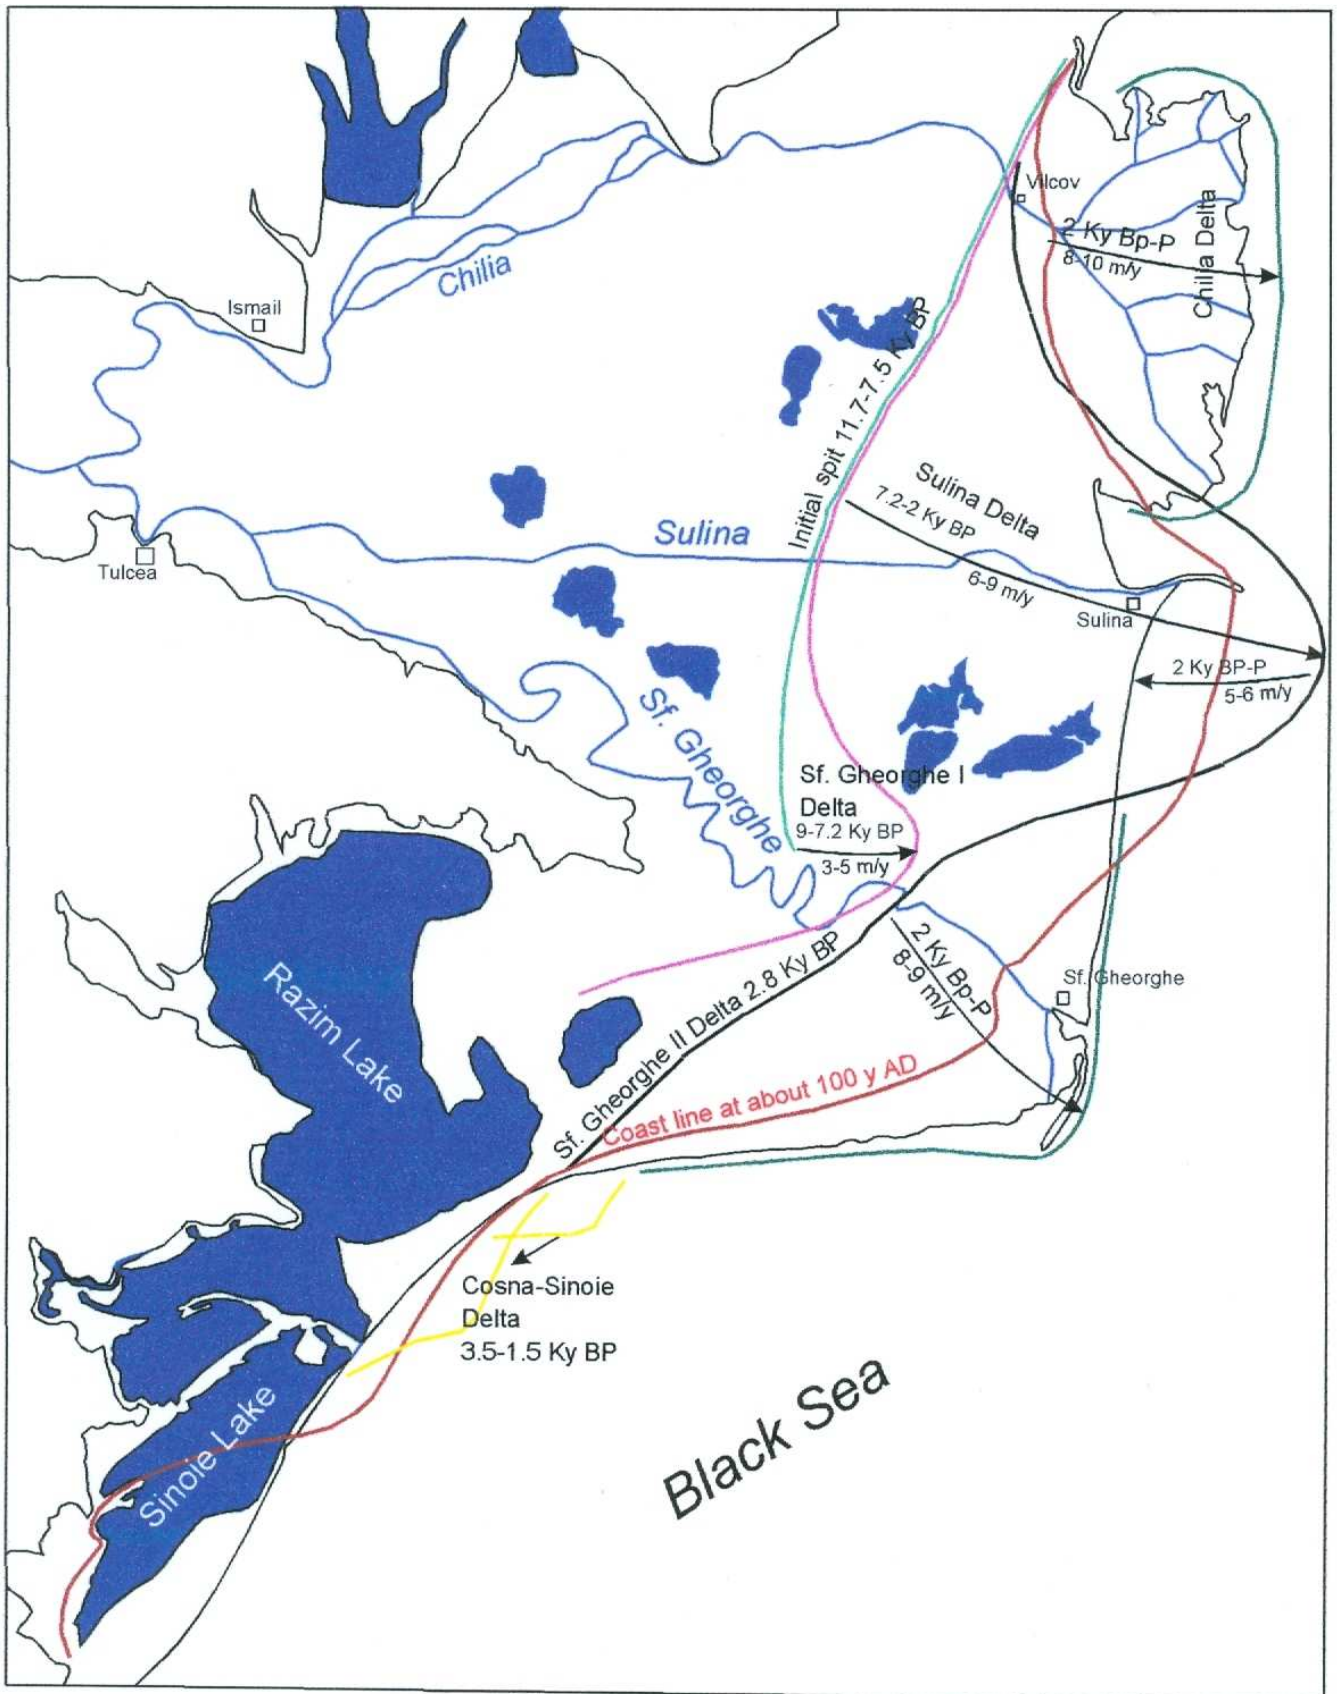 Vilcov
2 Ky Bp-P
8-10 m/y
Chilia Delta
Chilia
Ismail
Initial spit 11.7-7.5 Ky BP
Sulina Delta
7.2-2 Ky BP
6-9 m/y
Sulina
Tulcea
Sulina
2 Ky BP-P
5-6 m/y
Sf. Gheorghe
Sf. Gheorghe I
Delta
9-7.2 Ky BP
3-5 m/y
2 Ky Bp-P
8-9 m/y
Sf. Gheorghe
Razim Lake
Sf. Gheorghe II Delta 2.8 Ky BP
Coast line at about 100 y AD
Cosna-Sinoie
Delta
3.5-1.5 Ky BP
Black Sea
Sinoie Lake